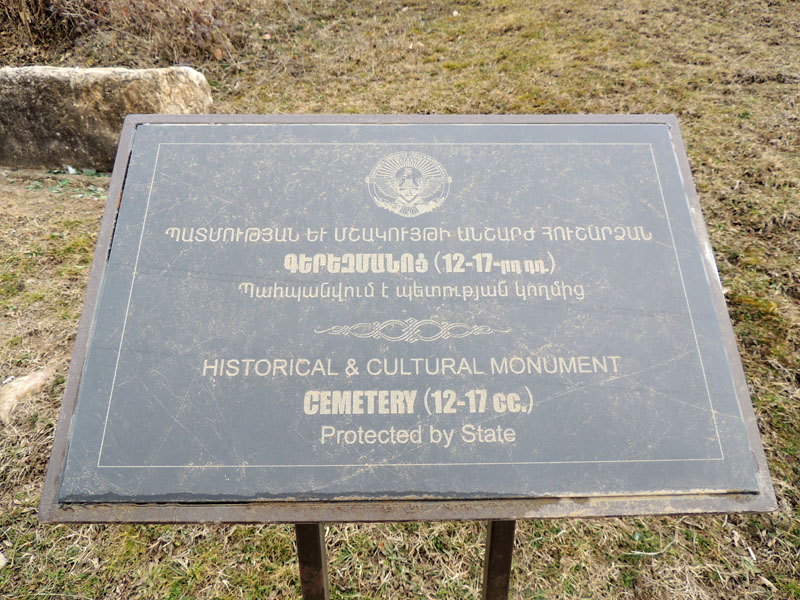 ՊԱՏՄՈՒԹՅԱՆ ԵՒ ՄՇԱԿՈՒՅԹԻ ԱՆՇԱՐԺ ՀՈՒՇԱՐՁԱՆ
ԳԵՐԵԶՄԱՆՈՑ (12-17-րդ դդ.)
Պահպանվում է պետության կողմից
HISTORICAL & CULTURAL MONUMENT
CEMETERY (12-17 cc.)
Protected by State